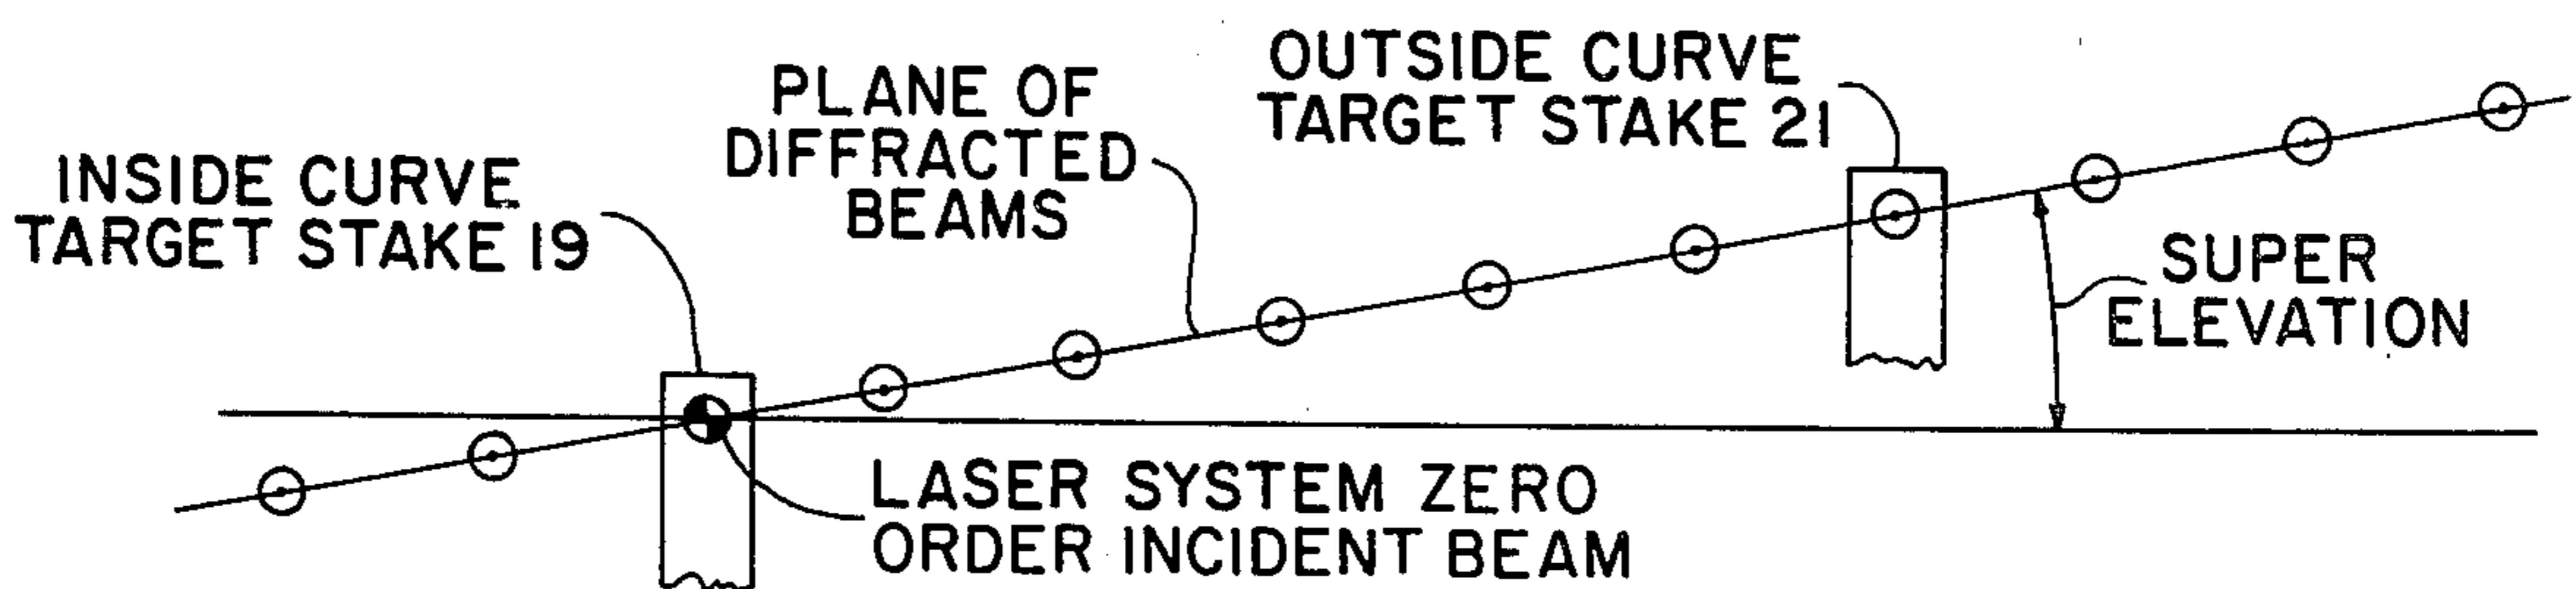 INSIDE CURVE
TARGET STAKE 19
PLANE OF
DIFFRACTED
BEAMS
OUTSIDE CURVE
TARGET STAKE 21
SUPER
ELEVATION
LASER SYSTEM ZERO
ORDER INCIDENT BEAM